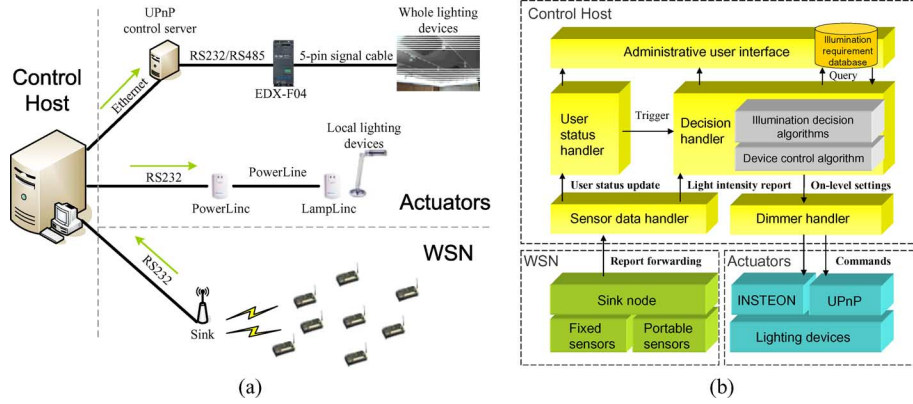 UPnP
control server
Whole lighting
devices
RS232/RS485
5-pin signal cable
EDX-F04
Control
Host
Ethernet
Local lighting
devices
RS232
PowerLinc
PowerLinc
LampLinc
Actuators
WSN
RS232
Sink
(a)
Control Host
Administrative user interface
Illumination
requirement
database
Query
User
status
handler
Trigger
Decision
handler
Illumination decision
algorithms
Device control algorithm
User status update
Light intensity report
On-level settings
Sensor data handler
Dimmer handler
WSN
Report forwarding
Actuators
Commands
Sink node
INSTEON
UPnP
Fixed
sensors
Portable
sensors
Lighting devices
(b)